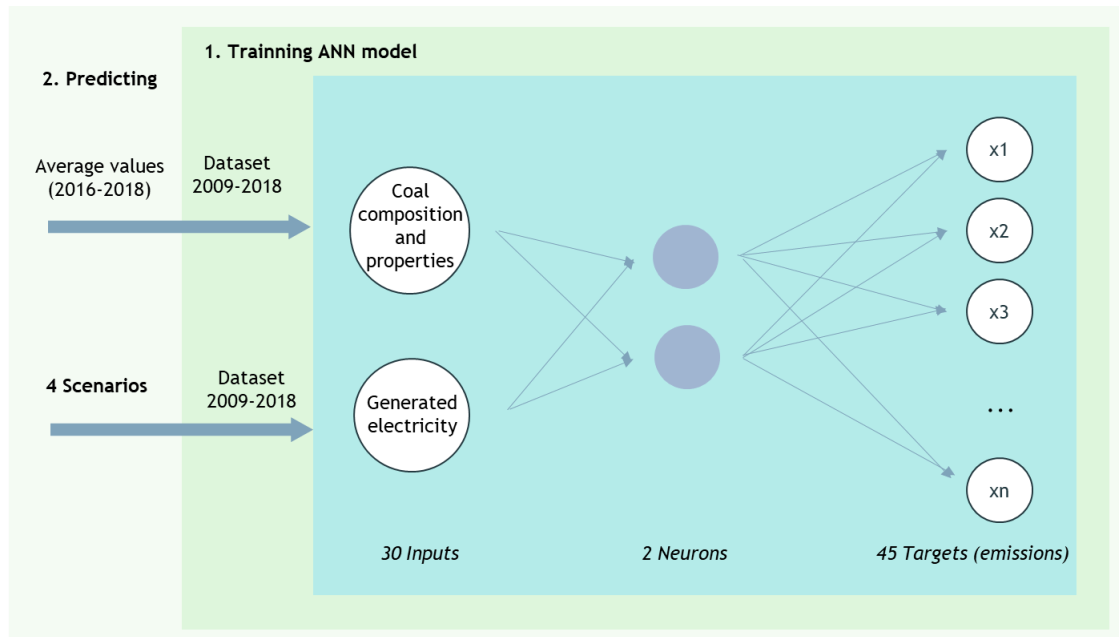 1. Trainning ANN model
2. Predicting
Average values
(2016-2018)
Dataset
2009-2018
Coal
composition
and
properties
x1
x2
x3
4 Scenarios
Dataset
2009-2018
Generated
electricity
...
xn
30 Inputs
2 Neurons
45 Targets (emissions)